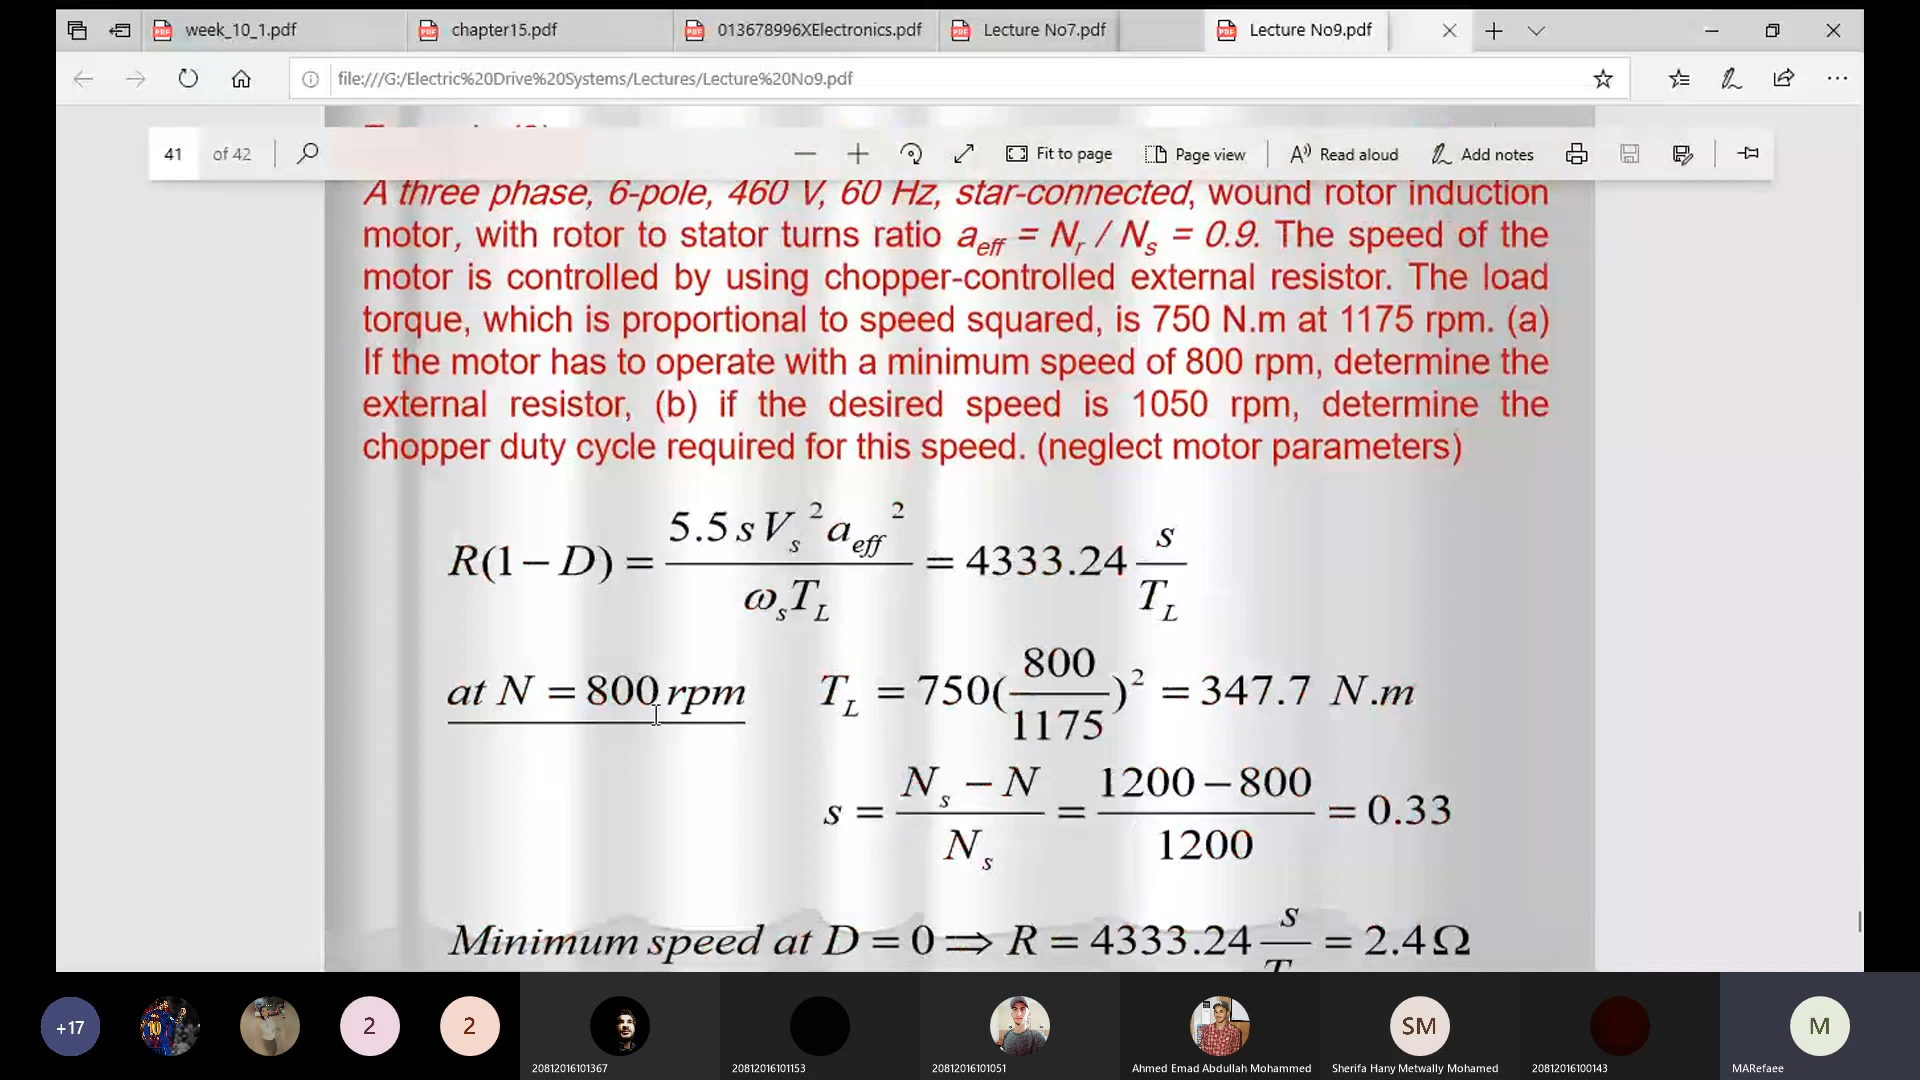 week_10_1.pdf
chapter15.pdf
013678996XElectronics.pdf
Lecture No7.pdf
Lecture No9.pdf
file:///G:/Electric%20Drive%20Systems/Lectures/Lecture%20No9.pdf
41 of 42
Fit to page
Page view
Read aloud
Add notes
A three phase, 6-pole, 460 V, 60 Hz, star-connected, wound rotor induction
motor, with rotor to stator turns ratio a_eff = N_r / N_s = 0.9. The speed of the
motor is controlled by using chopper-controlled external resistor. The load
torque, which is proportional to speed squared, is 750 N.m at 1175 rpm. (a)
If the motor has to operate with a minimum speed of 800 rpm, determine the
external resistor, (b) if the desired speed is 1050 rpm, determine the
chopper duty cycle required for this speed. (neglect motor parameters)
R(1 − D) = 5.5 s V_s² a_eff² / ω_s T_L = 4333.24 s / T_L
at N = 800 rpm T_L = 750(800 / 1175)² = 347.7 N.m
s = N_s − N / N_s = 1200 − 800 / 1200 = 0.33
Minimum speed at D = 0 ⇒ R = 4333.24 s / T = 2.4 Ω
+17
10
2
2
SM
M
20812016101367
20812016101153
20812016101051
Ahmed Emad Abdullah Mohammed
Sherifa Hany Metwally Mohamed
20812016100143
MARefaee